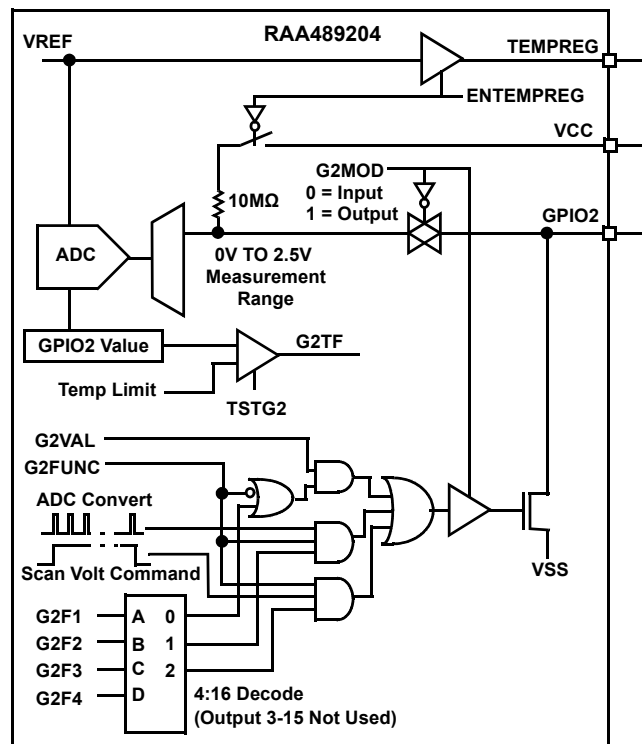 RAA489204
VREF
TEMPREG
ENTEMPREG
VCC
G2MOD
0 = Input
1 = Output
10MΩ
GPIO2
ADC
0V TO 2.5V
Measurement
Range
GPIO2 Value
G2TF
Temp Limit
TSTG2
G2VAL
G2FUNC
ADC Convert
Scan Volt Command
VSS
G2F1
A
0
G2F2
B
1
G2F3
C
2
G2F4
D
4:16 Decode
(Output 3-15 Not Used)